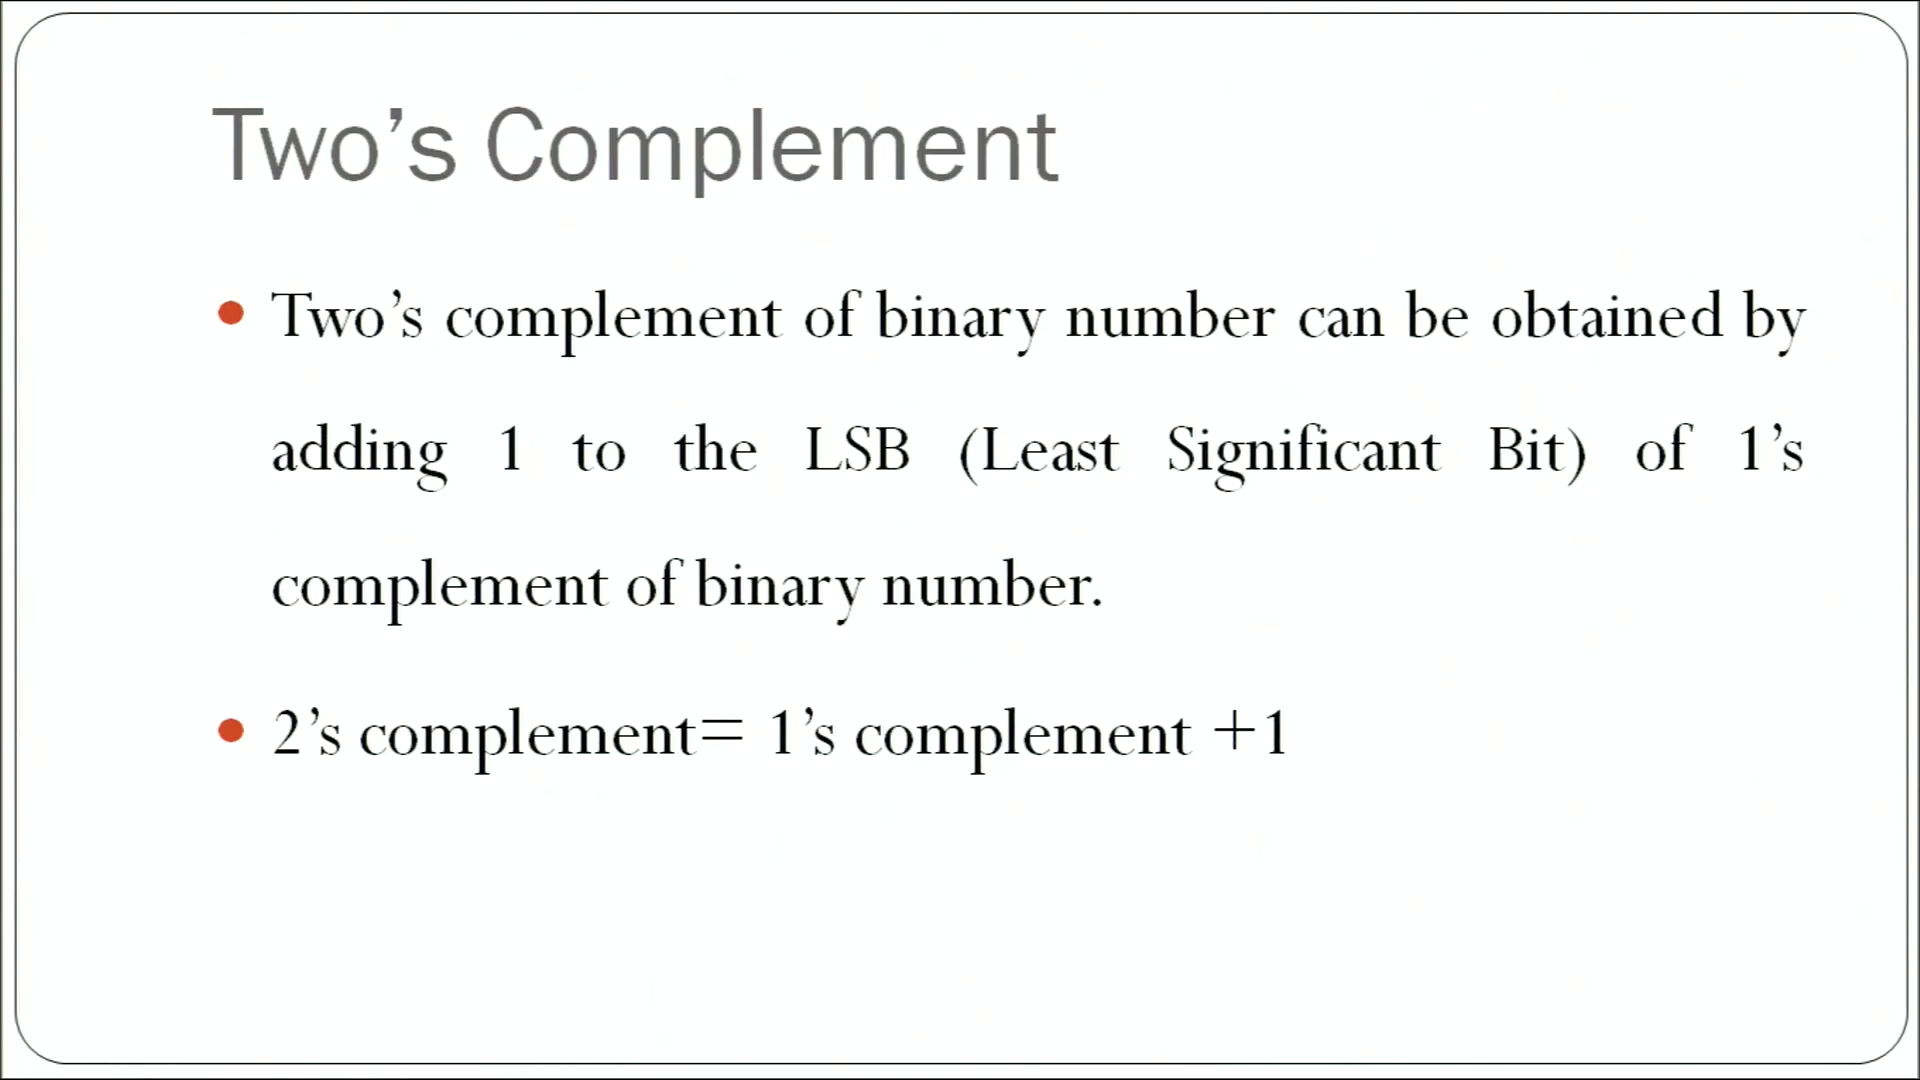 Two’s Complement
• Two’s complement of binary number can be obtained by
adding 1 to the LSB (Least Significant Bit) of 1’s
complement of binary number.
• 2’s complement= 1’s complement +1